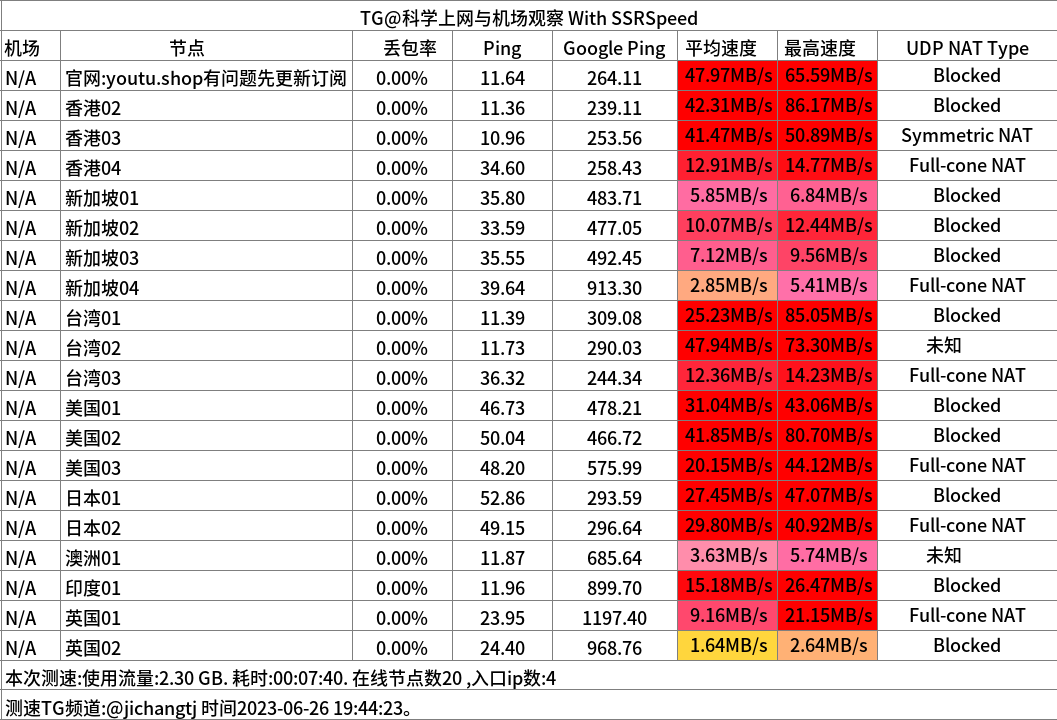 TG@科学上网与机场观察 With SSRSpeed
机场 节点 丢包率 Ping Google Ping 平均速度 最高速度 UDP NAT Type
N/A 官网:youtu.shop有问题先更新订阅 0.00% 11.64 264.11 47.97MB/s 65.59MB/s Blocked
N/A 香港02 0.00% 11.36 239.11 42.31MB/s 86.17MB/s Blocked
N/A 香港03 0.00% 10.96 253.56 41.47MB/s 50.89MB/s Symmetric NAT
N/A 香港04 0.00% 34.60 258.43 12.91MB/s 14.77MB/s Full-cone NAT
N/A 新加坡01 0.00% 35.80 483.71 5.85MB/s 6.84MB/s Blocked
N/A 新加坡02 0.00% 33.59 477.05 10.07MB/s 12.44MB/s Blocked
N/A 新加坡03 0.00% 35.55 492.45 7.12MB/s 9.56MB/s Blocked
N/A 新加坡04 0.00% 39.64 913.30 2.85MB/s 5.41MB/s Full-cone NAT
N/A 台湾01 0.00% 11.39 309.08 25.23MB/s 85.05MB/s Blocked
N/A 台湾02 0.00% 11.73 290.03 47.94MB/s 73.30MB/s 未知
N/A 台湾03 0.00% 36.32 244.34 12.36MB/s 14.23MB/s Full-cone NAT
N/A 美国01 0.00% 46.73 478.21 31.04MB/s 43.06MB/s Blocked
N/A 美国02 0.00% 50.04 466.72 41.85MB/s 80.70MB/s Blocked
N/A 美国03 0.00% 48.20 575.99 20.15MB/s 44.12MB/s Full-cone NAT
N/A 日本01 0.00% 52.86 293.59 27.45MB/s 47.07MB/s Blocked
N/A 日本02 0.00% 49.15 296.64 29.80MB/s 40.92MB/s Full-cone NAT
N/A 澳洲01 0.00% 11.87 685.64 3.63MB/s 5.74MB/s 未知
N/A 印度01 0.00% 11.96 899.70 15.18MB/s 26.47MB/s Blocked
N/A 英国01 0.00% 23.95 1197.40 9.16MB/s 21.15MB/s Full-cone NAT
N/A 英国02 0.00% 24.40 968.76 1.64MB/s 2.64MB/s Blocked
本次测速:使用流量:2.30 GB. 耗时:00:07:40. 在线节点数20 ,入口ip数:4
测速TG频道:@jichangtj 时间2023-06-26 19:44:23。